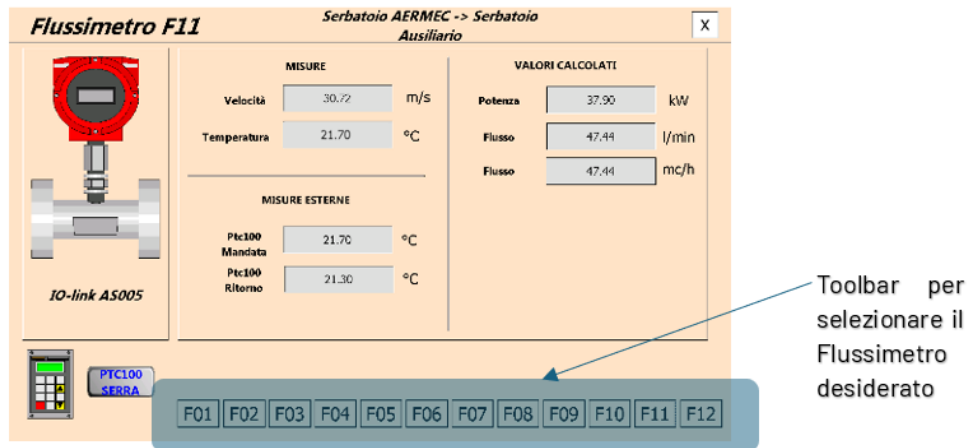 Flussimetro F11
Serbatoio AERMEC -> Serbatoio
Ausiliario
X
MISURE
Velocità 30.72 m/s
Temperatura 21.70 °C
MISURE ESTERNE
Ptc100
Mandata
21.70 °C
Ptc100
Ritorno
21.30 °C
VALORI CALCOLATI
Potenza 37.90 kW
Flusso 47.44 l/min
Flusso 47.44 mc/h
IO-link AS005
PTC100
SERRA
F01 F02 F03 F04 F05 F06 F07 F08 F09 F10 F11 F12
Toolbar per
selezionare il
Flussimetro
desiderato